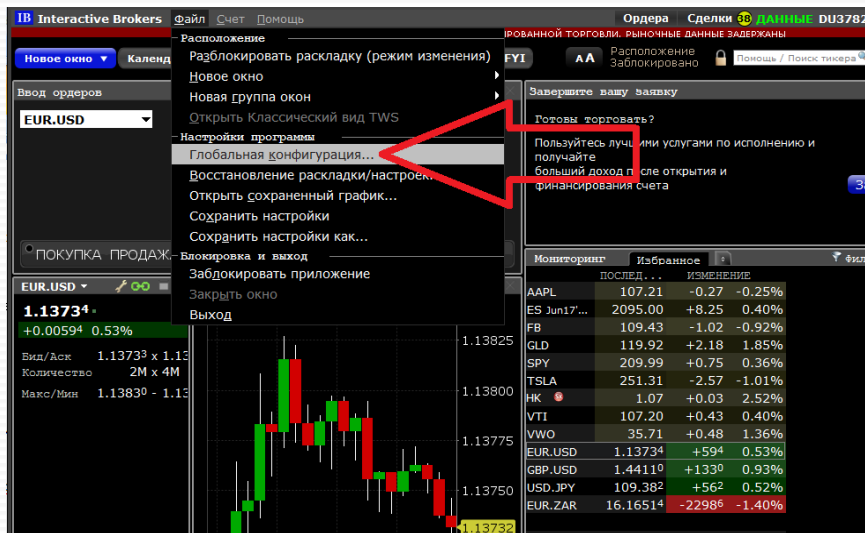 IB Interactive Brokers Файл Счет Помощь Ордера Сделки 38 ДАННЫЕ DU3782
РОВАННОЙ ТОРГОВЛИ. РЫНОЧНЫЕ ДАННЫЕ ЗАДЕРЖАНЫ
Новое окно Календ FYI AA Расположение Заблокировано Помощь / Поиск тикера
Расположение
Разблокировать раскладку (режим изменения)
Новое окно
Новая группа окон
Открыть Классический вид TWS
Настройки программы
Глобальная конфигурация...
Восстановление раскладки/настроек
Открыть сохраненный график...
Сохранить настройки
Сохранить настройки как...
Блокировка и выход
Заблокировать приложение
Закрыть окно
Выход
Ввод ордеров
EUR.USD
ПОКУПКА ПРОДАЖ
EUR.USD
1.13734
+0.00594 0.53%
Бид/Аск 1.13733 x 1.13
Количество 2M x 4M
Макс/Мин 1.13830 - 1.13
1.13825
1.13800
1.13775
1.13750
1.13732
Завершите вашу заявку
Готовы торговать?
Пользуйтесь лучшими услугами по исполнению и
получайте
больший доход после открытия и
финансирования счета
За
Мониторинг Избранное Фил
ПОСЛЕД... ИЗМЕНЕНИЕ
AAPL 107.21 -0.27 -0.25%
ES Jun17'... 2095.00 +8.25 0.40%
FB 109.43 -1.02 -0.92%
GLD 119.92 +2.18 1.85%
SPY 209.99 +0.75 0.36%
TSLA 251.31 -2.57 -1.01%
HK 1.07 +0.03 2.52%
VTI 107.20 +0.43 0.40%
VWO 35.71 +0.48 1.36%
EUR.USD 1.13734 +594 0.53%
GBP.USD 1.44110 +1330 0.93%
USD.JPY 109.382 +562 0.52%
EUR.ZAR 16.16514 -22986 -1.40%